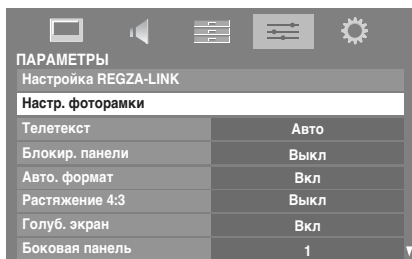 ПАРАМЕТРЫ
Настройка REGZA-LINK
Настр. фоторамки
Телетекст Авто
Блокир. панели Выкл
Авто. формат Вкл
Растяжение 4:3 Выкл
Голуб. экран Вкл
Боковая панель 1